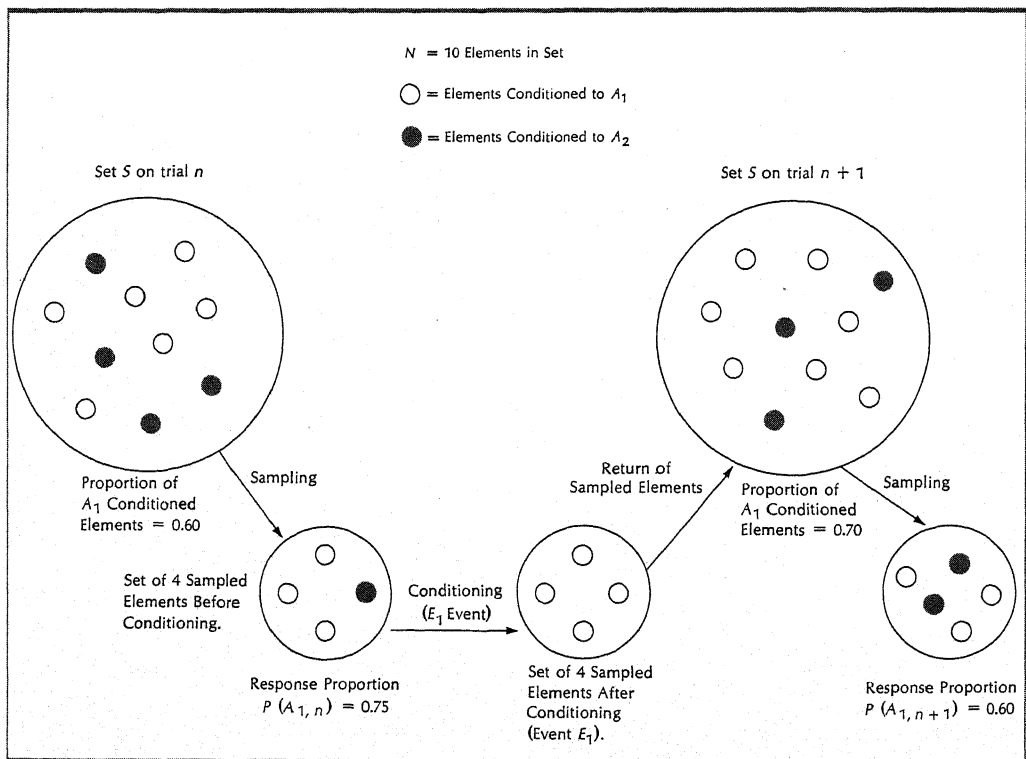 N = 10 Elements in Set
= Elements Conditioned to A1
= Elements Conditioned to A2
Set S on trial n
Set S on trial n + 1
Proportion of
A1 Conditioned
Elements = 0.60
Sampling
Return of
Sampled Elements
Proportion of
A1 Conditioned
Elements = 0.70
Sampling
Set of 4 Sampled
Elements Before
Conditioning.
Conditioning
(E1 Event)
Response Proportion
P (A1, n) = 0.75
Set of 4 Sampled
Elements After
Conditioning
(Event E1).
Response Proportion
P (A1, n + 1) = 0.60